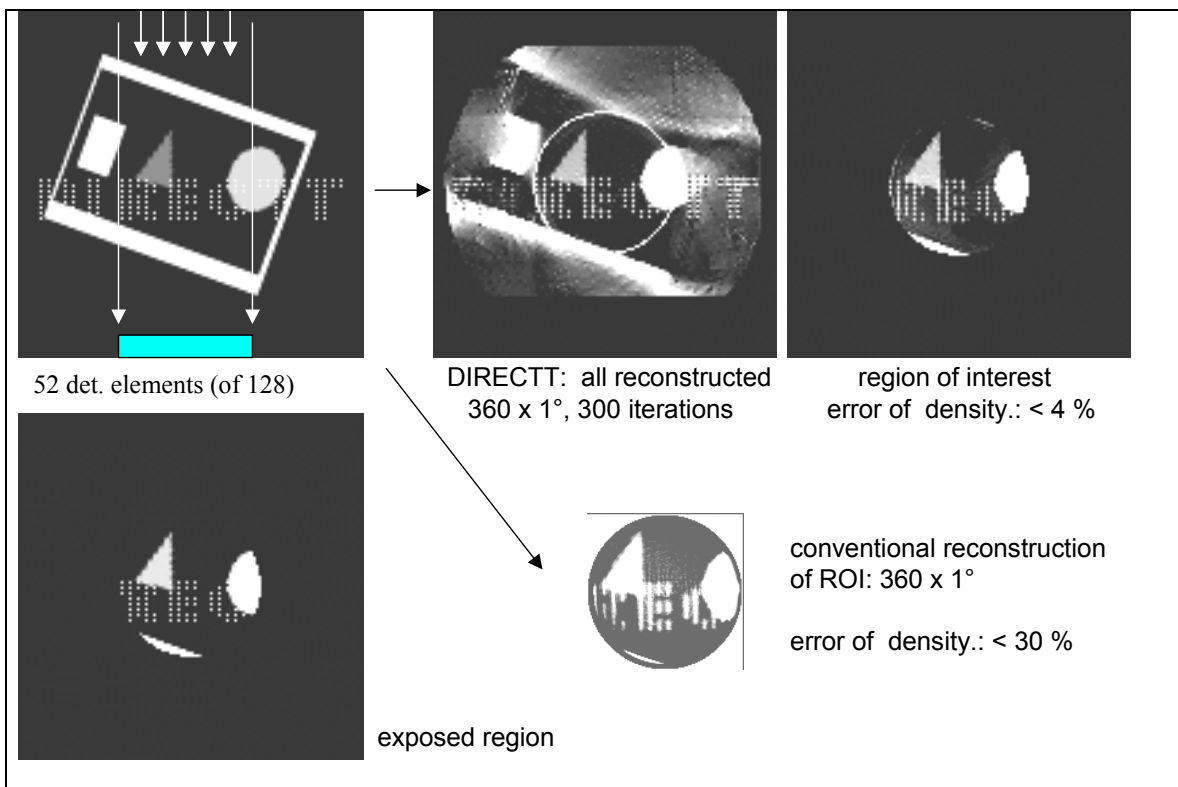 DIRECTT
52 det. elements (of 128)
DIRECTT:  all reconstructed
360 x 1°, 300 iterations
region of interest
error of  density.: < 4 %
conventional reconstruction
of ROI: 360 x 1°
error of  density.: < 30 %
exposed region